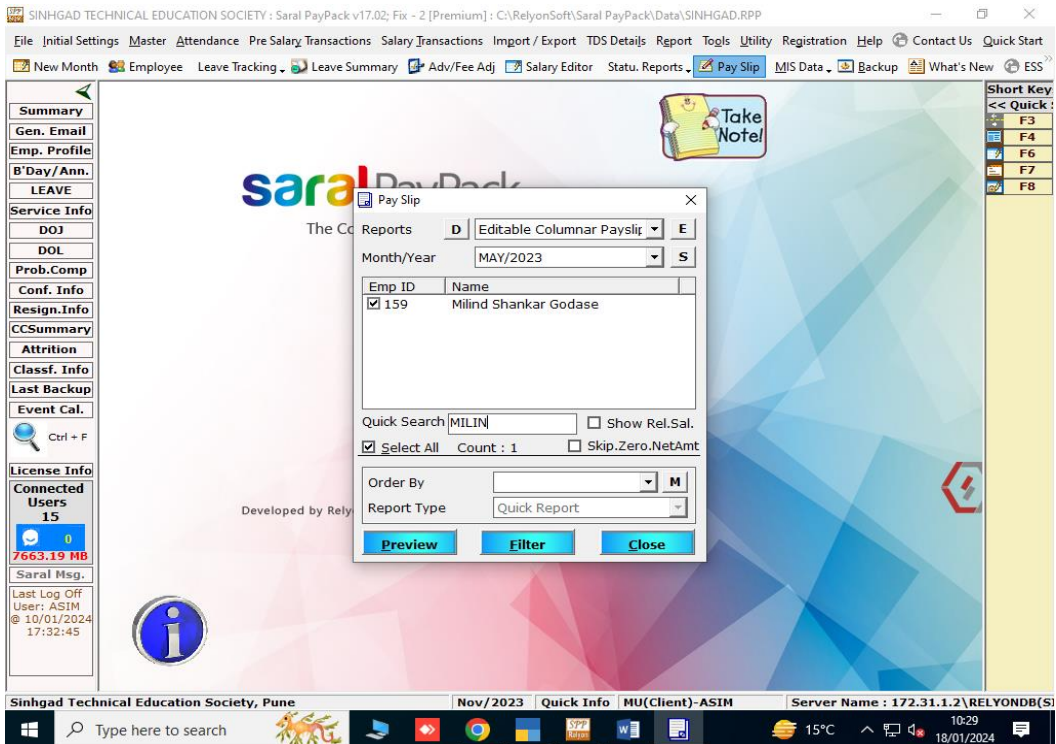 SINHGAD TECHNICAL EDUCATION SOCIETY : Saral PayPack v17.02; Fix - 2 [Premium] : C:\RelyonSoft\Saral PayPack\Data\SINHGAD.RPP
File Initial Settings Master Attendance Pre Salary Transactions Salary Transactions Import / Export TDS Details Report Tools Utility Registration Help Contact Us Quick Start
New Month Employee Leave Tracking Leave Summary Adv/Fee Adj Salary Editor Statu. Reports Pay Slip MIS Data Backup What's New ESS
Summary
Gen. Email
Emp. Profile
B'Day/Ann.
LEAVE
Service Info
DOJ
DOL
Prob.Comp
Conf. Info
Resign.Info
CCSummary
Attrition
Classf. Info
Last Backup
Event Cal.
Ctrl + F
License Info
Connected
Users
15
0
7663.19 MB
Saral Msg.
Last Log Off
User: ASIM
@ 10/01/2024
17:32:45
Take
Note!
saral PayPack
The Co
Developed by Rely
Pay Slip
Reports D Editable Columnar Payslip E
Month/Year MAY/2023 S
Emp ID Name
159 Milind Shankar Godase
Quick Search MILIN Show Rel.Sal.
Select All Count : 1 Skip.Zero.NetAmt
Order By M
Report Type Quick Report
Preview Filter Close
Short Key
<< Quick :
F3
F4
F6
F7
F8
Sinhgad Technical Education Society, Pune Nov/2023 Quick Info MU(Client)-ASIM Server Name : 172.31.1.2\RELYONDB(SI
Type here to search SPP Relyon 15°C 10:29
18/01/2024